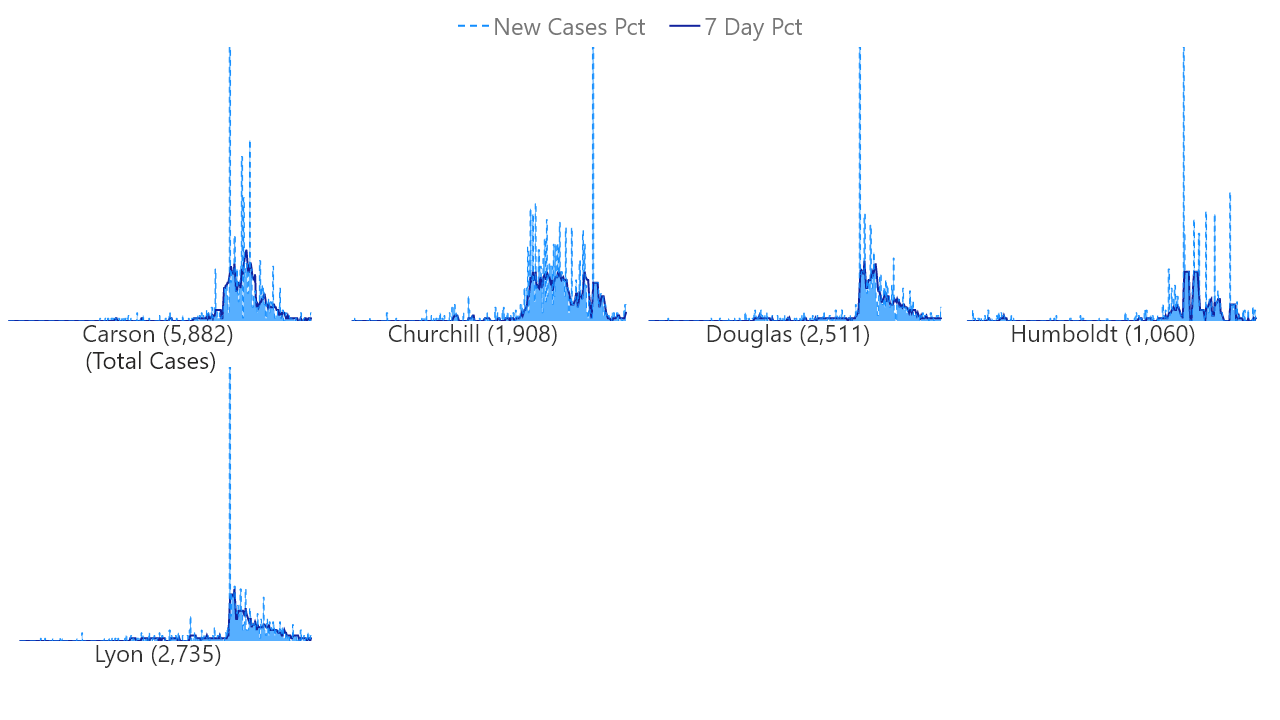 New Cases Pct 7 Day Pct
Carson (5,882)
(Total Cases)
Churchill (1,908)
Douglas (2,511)
Humboldt (1,060)
Lyon (2,735)